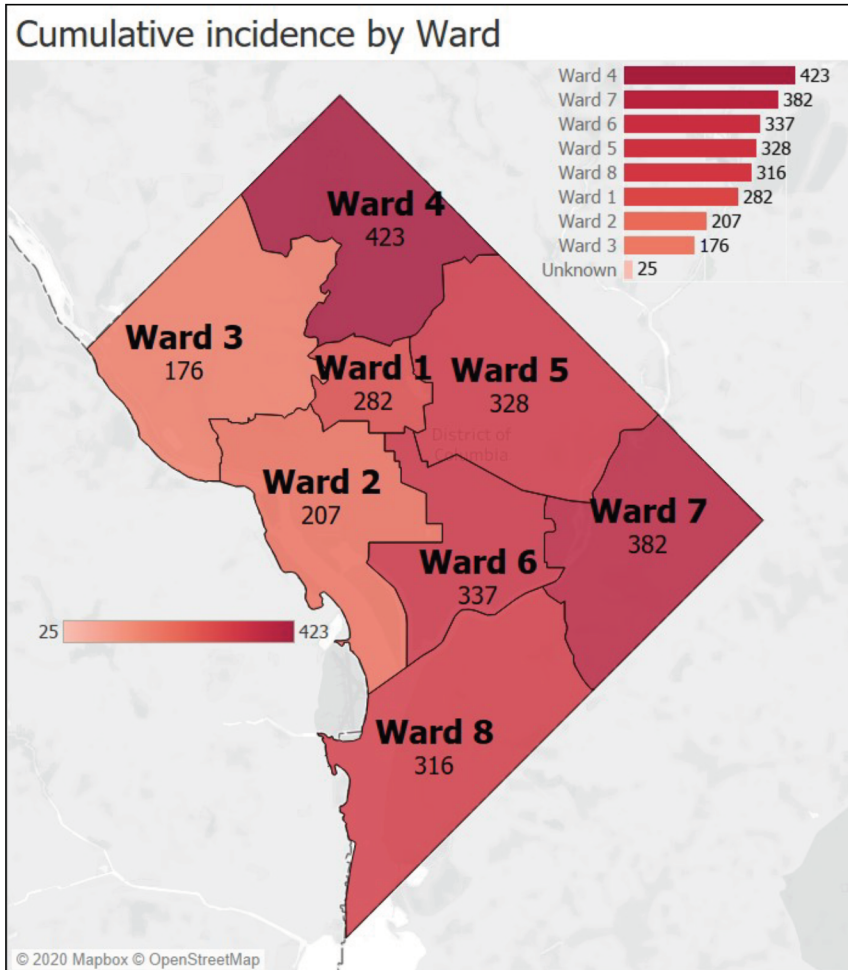 Cumulative incidence by Ward
Ward 4 423
Ward 7 382
Ward 6 337
Ward 5 328
Ward 8 316
Ward 1 282
Ward 2 207
Ward 3 176
Unknown 25
Ward 4
423
Ward 3
176
Ward 1
282
Ward 5
328
District of
Columbia
Ward 2
207
Ward 7
382
Ward 6
337
25 423
Ward 8
316
© 2020 Mapbox © OpenStreetMap